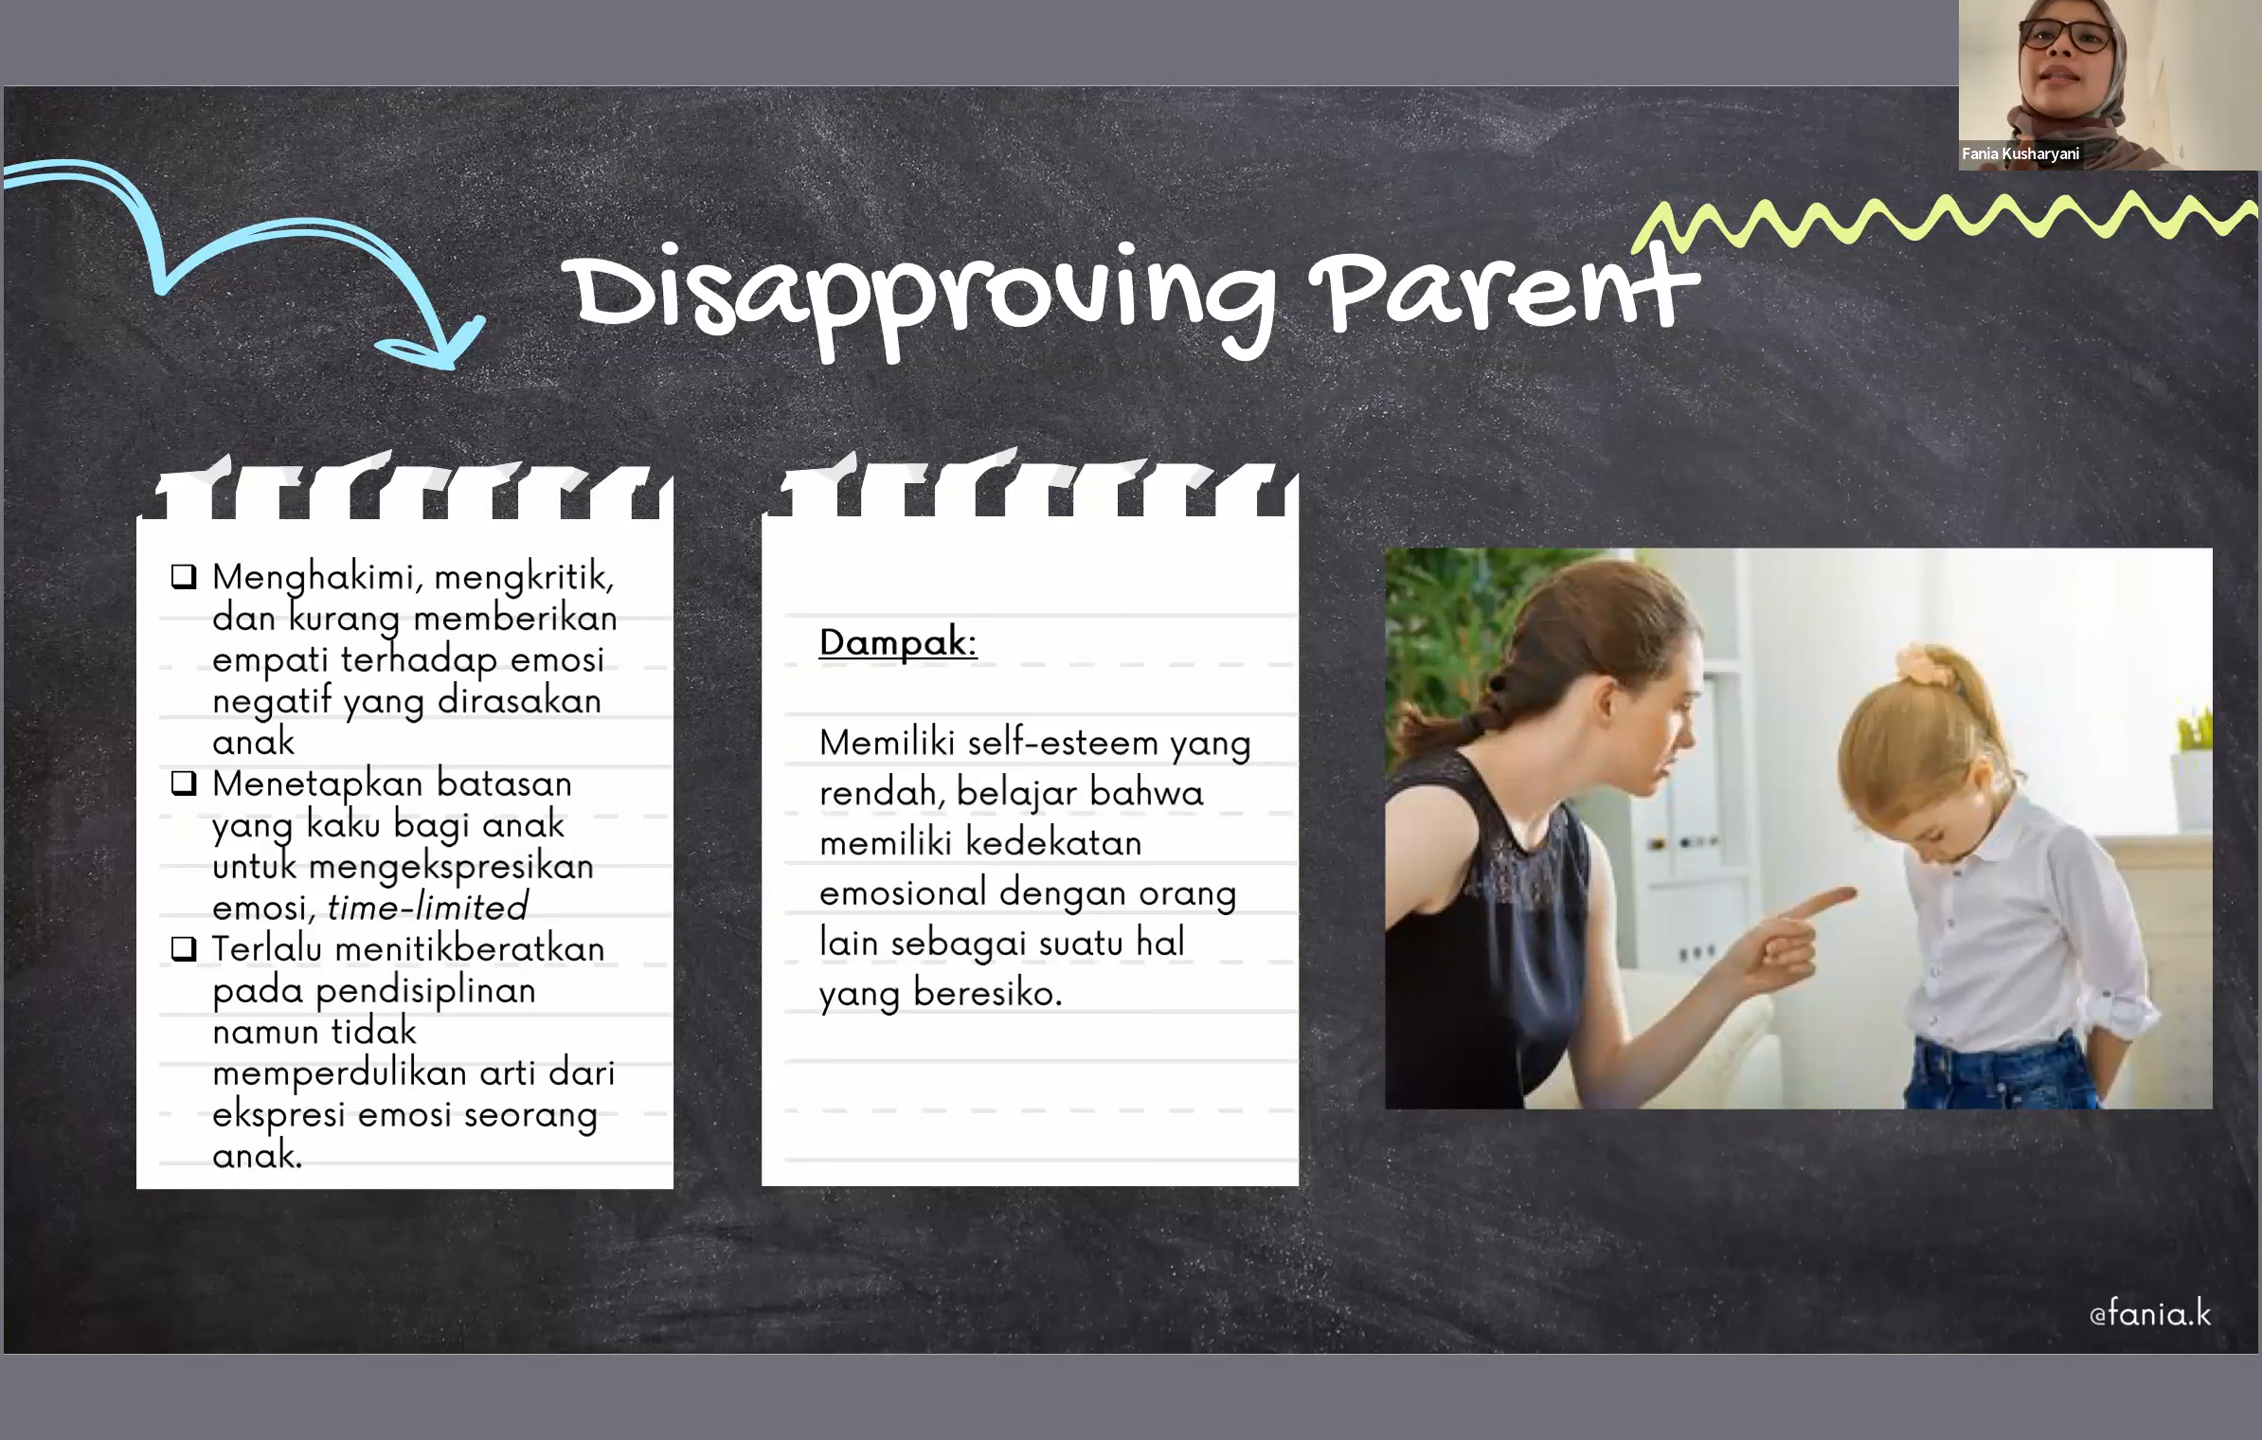 Fania Kusharyani
Disapproving Parent
❑ Menghakimi, mengkritik,
dan kurang memberikan
empati terhadap emosi
negatif yang dirasakan
anak
❑ Menetapkan batasan
yang kaku bagi anak
untuk mengekspresikan
emosi, time-limited
❑ Terlalu menitikberatkan
pada pendisiplinan
namun tidak
memperdulikan arti dari
ekspresi emosi seorang
anak.
Dampak:
Memiliki self-esteem yang
rendah, belajar bahwa
memiliki kedekatan
emosional dengan orang
lain sebagai suatu hal
yang beresiko.
@fania.k